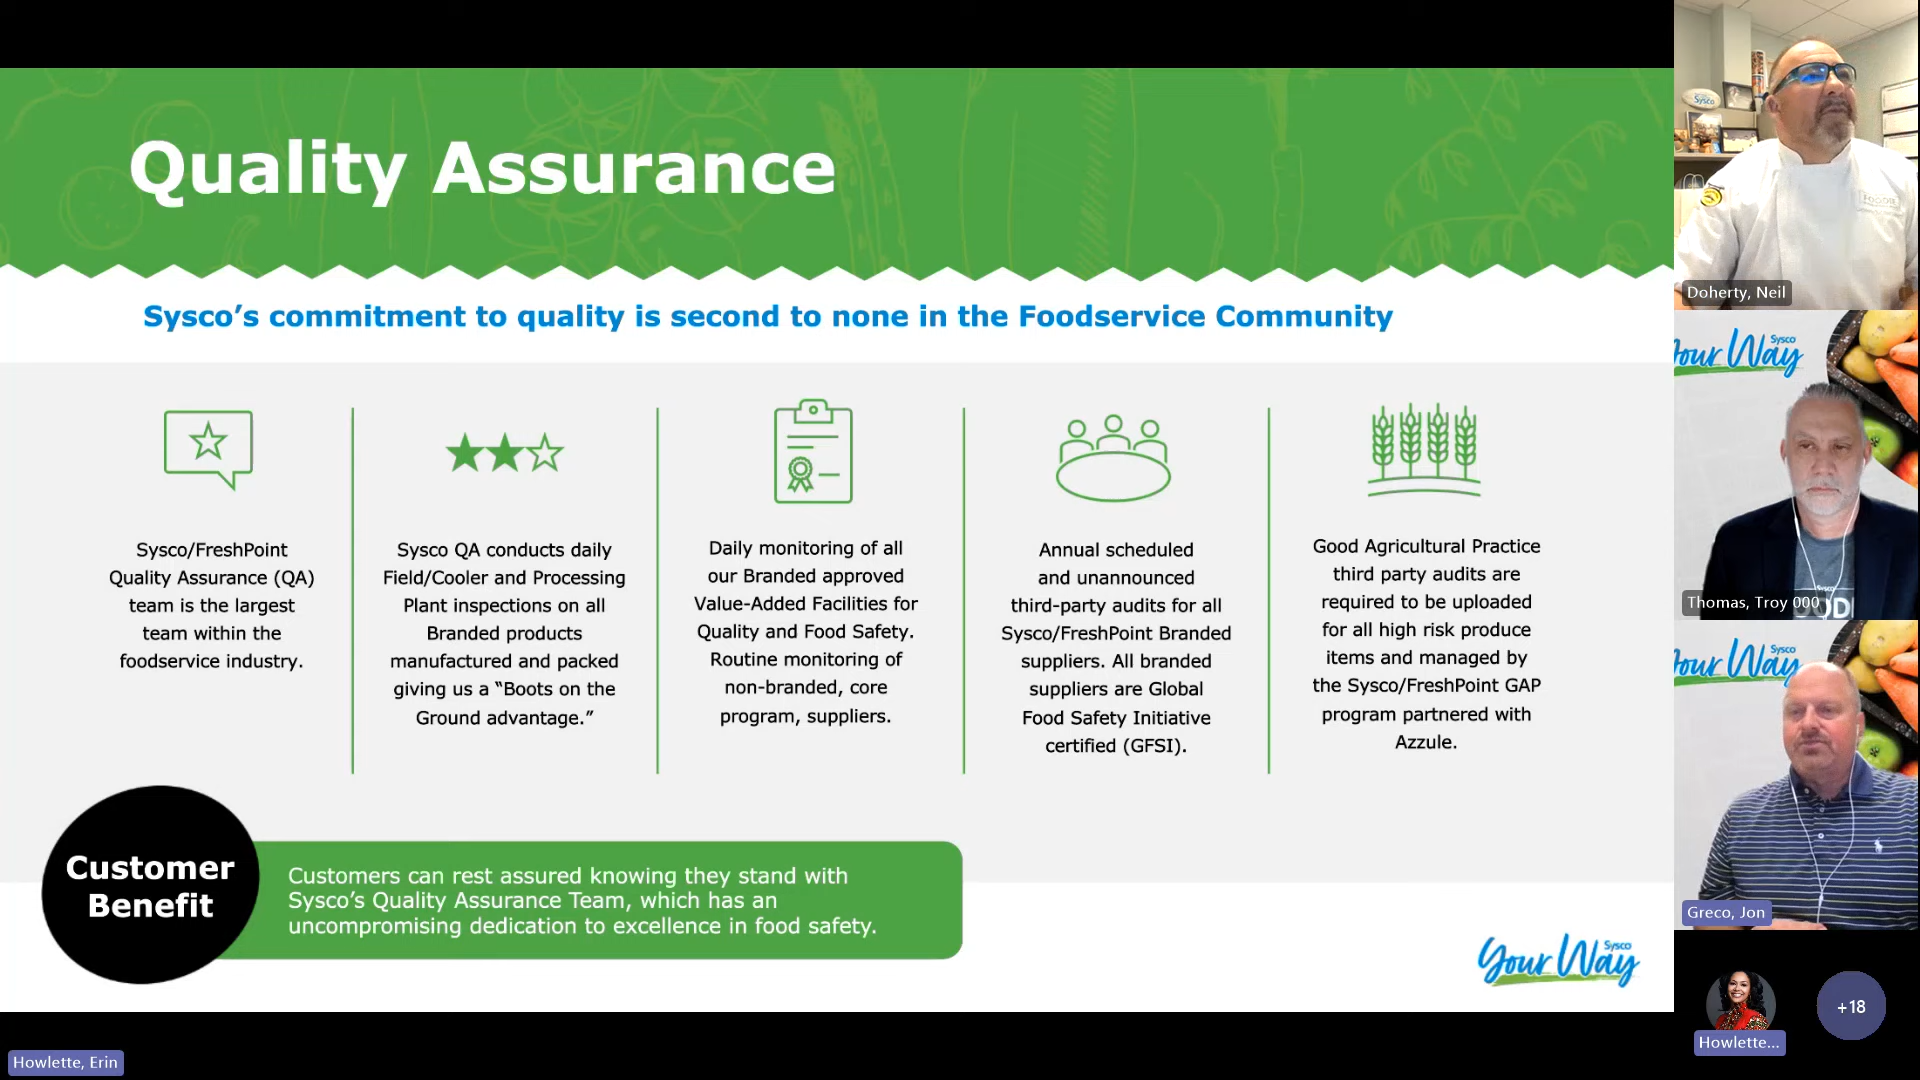 Quality Assurance
Sysco’s commitment to quality is second to none in the Foodservice Community
Sysco/FreshPoint
Quality Assurance (QA)
team is the largest
team within the
foodservice industry.
Sysco QA conducts daily
Field/Cooler and Processing
Plant inspections on all
Branded products
manufactured and packed
giving us a “Boots on the
Ground advantage.”
Daily monitoring of all
our Branded approved
Value-Added Facilities for
Quality and Food Safety.
Routine monitoring of
non-branded, core
program, suppliers.
Annual scheduled
and unannounced
third-party audits for all
Sysco/FreshPoint Branded
suppliers. All branded
suppliers are Global
Food Safety Initiative
certified (GFSI).
Good Agricultural Practice
third party audits are
required to be uploaded
for all high risk produce
items and managed by
the Sysco/FreshPoint GAP
program partnered with
Azzule.
Customer
Benefit
Customers can rest assured knowing they stand with
Sysco’s Quality Assurance Team, which has an
uncompromising dedication to excellence in food safety.
Sysco
Your Way
Howlette, Erin
Sysco
Doherty, Neil
Sysco
Your Way
Thomas, Troy 000
Sysco
Your Way
Greco, Jon
Howlette...
+18